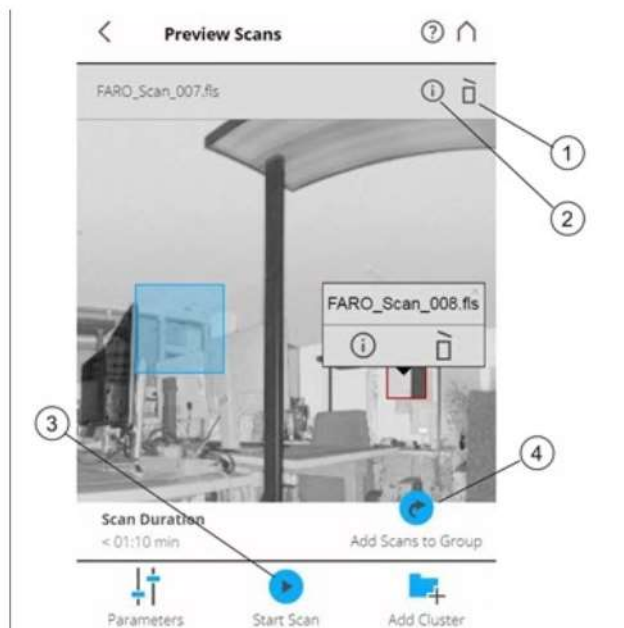 Preview Scans
FARO_Scan_007.fls
1
2
FARO_Scan_008.fls
3
4
Scan Duration
< 01:10 min
Add Scans to Group
Parameters
Start Scan
Add Cluster